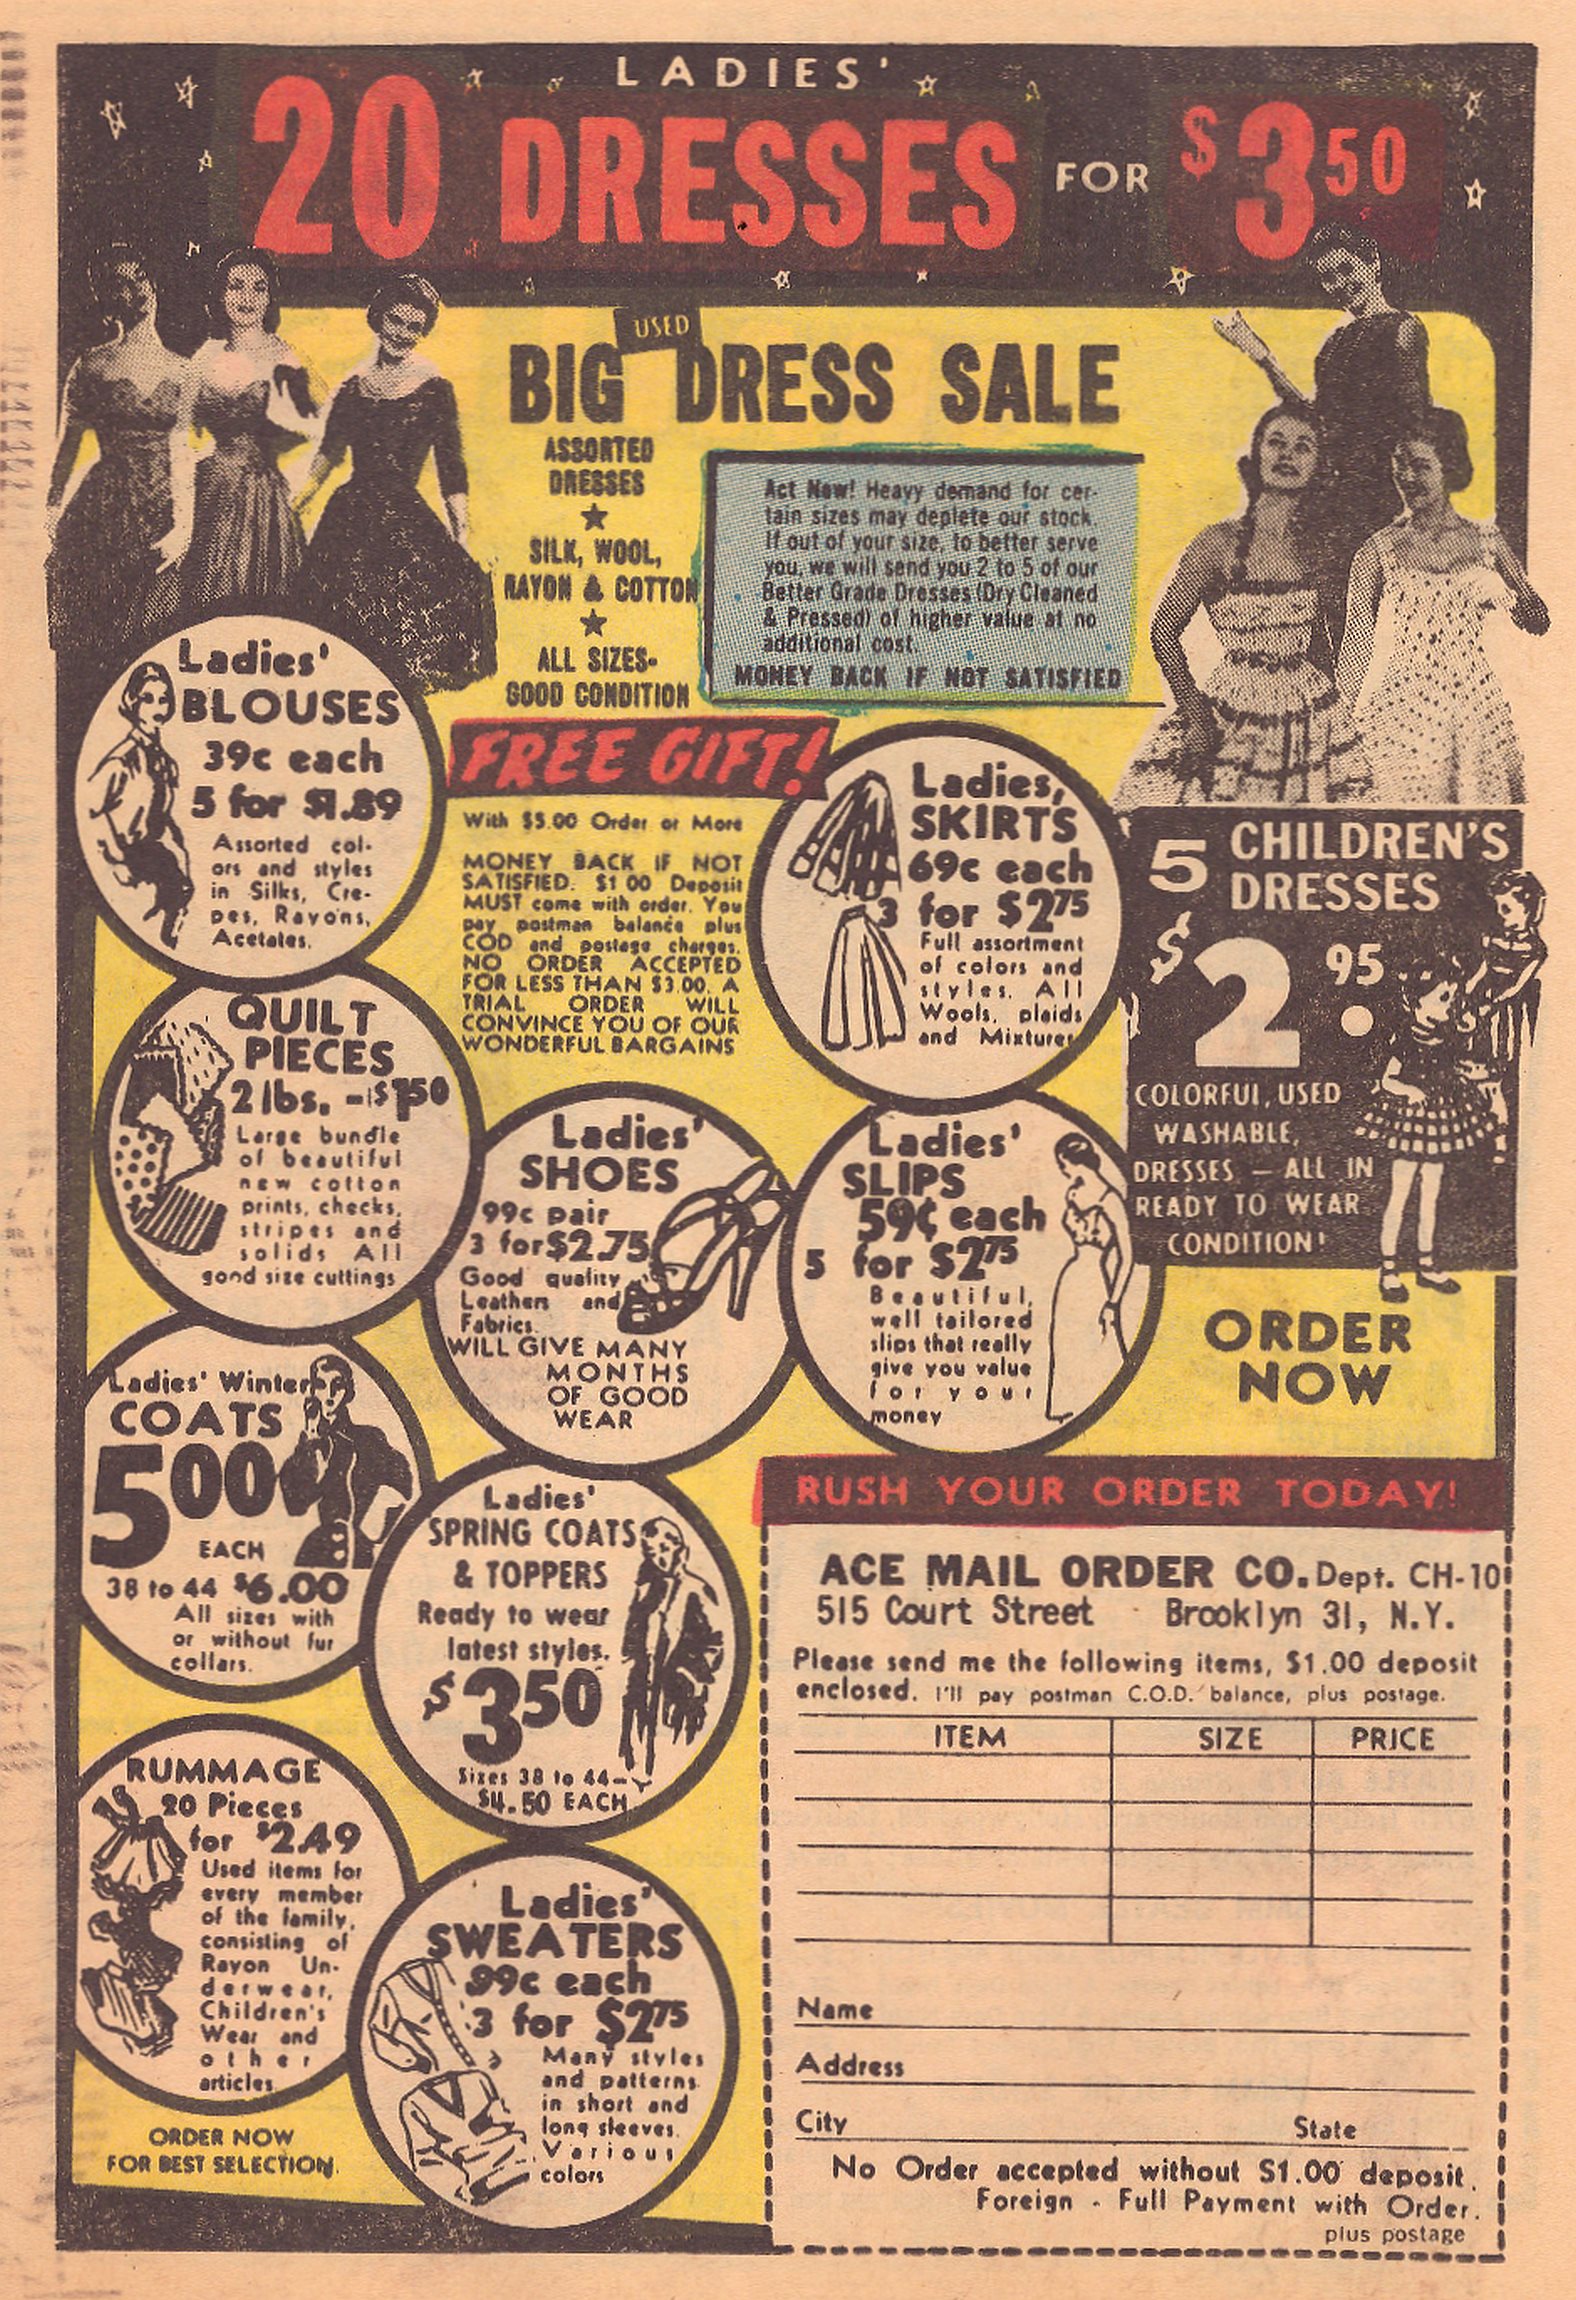 LADIES'
20 DRESSES FOR $3.50
USED
BIG DRESS SALE
ASSORTED
DRESSES
SILK, WOOL,
RAYON & COTTON
ALL SIZES-
GOOD CONDITION
Act Now! Heavy demand for cer-
tain sizes may deplete our stock.
If out of your size, to better serve
you, we will send you 2 to 5 of our
Better Grade Dresses (Dry Cleaned
& Pressed) of higher value at no
additional cost.
MONEY BACK IF NOT SATISFIED
Ladies'
BLOUSES
39c each
5 for $1.89
Assorted col-
ors and styles
in Silks, Cre-
pes, Rayons,
Acetates.
FREE GIFT!
With $5.00 Order or More
MONEY BACK IF NOT
SATISFIED. $1 00 Deposit
MUST come with order. You
pay postman balance plus
COD and postage charges.
NO ORDER ACCEPTED
FOR LESS THAN $3.00. A
TRIAL ORDER WILL
CONVINCE YOU OF OUR
WONDERFUL BARGAINS
Ladies,
SKIRTS
69c each
3 for $2.75
Full assortment
of colors and
styles. All
Wools, plaids
and Mixtures
5 CHILDREN'S
DRESSES
$2.95
COLORFUL, USED
WASHABLE,
DRESSES — ALL IN
READY TO WEAR
CONDITION!
QUILT
PIECES
2 lbs. - $1.50
Large bundle
of beautiful
new cotton
prints, checks,
stripes and
solids All
good size cuttings
Ladies'
SHOES
99c pair
3 for $2.75
Good quality
Leathers and
Fabrics.
WILL GIVE MANY
MONTHS
OF GOOD
WEAR
Ladies'
SLIPS
59¢ each
5 for $2.75
Beautiful,
well tailored
slips that really
give you value
for your
money
ORDER
NOW
Ladies' Winter
COATS
5.00
EACH
38 to 44 $6.00
All sizes with
or without fur
collars.
Ladies'
SPRING COATS
& TOPPERS
Ready to wear
latest styles.
$3.50
Sizes 38 to 44-
$4.50 EACH
RUMMAGE
20 Pieces
for $2.49
Used items for
every member
of the family,
consisting of
Rayon Un-
derwear,
Children's
Wear and
other
articles
ORDER NOW
FOR BEST SELECTION.
Ladies'
SWEATERS
99c each
3 for $2.75
Many styles
and patterns
in short and
long sleeves.
Various
colors
RUSH YOUR ORDER TODAY!
ACE MAIL ORDER CO. Dept. CH-10
515 Court Street - Brooklyn 31, N.Y.
Please send me the following items, $1.00 deposit
enclosed. I'll pay postman C.O.D. balance, plus postage.
ITEM SIZE PRICE
Name
Address
City State
No Order accepted without $1.00 deposit.
Foreign - Full Payment with Order.
plus postage